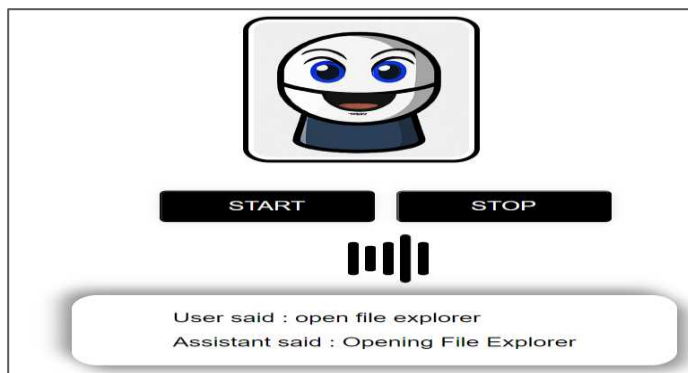 START
STOP
User said : open file explorer
Assistant said : Opening File Explorer